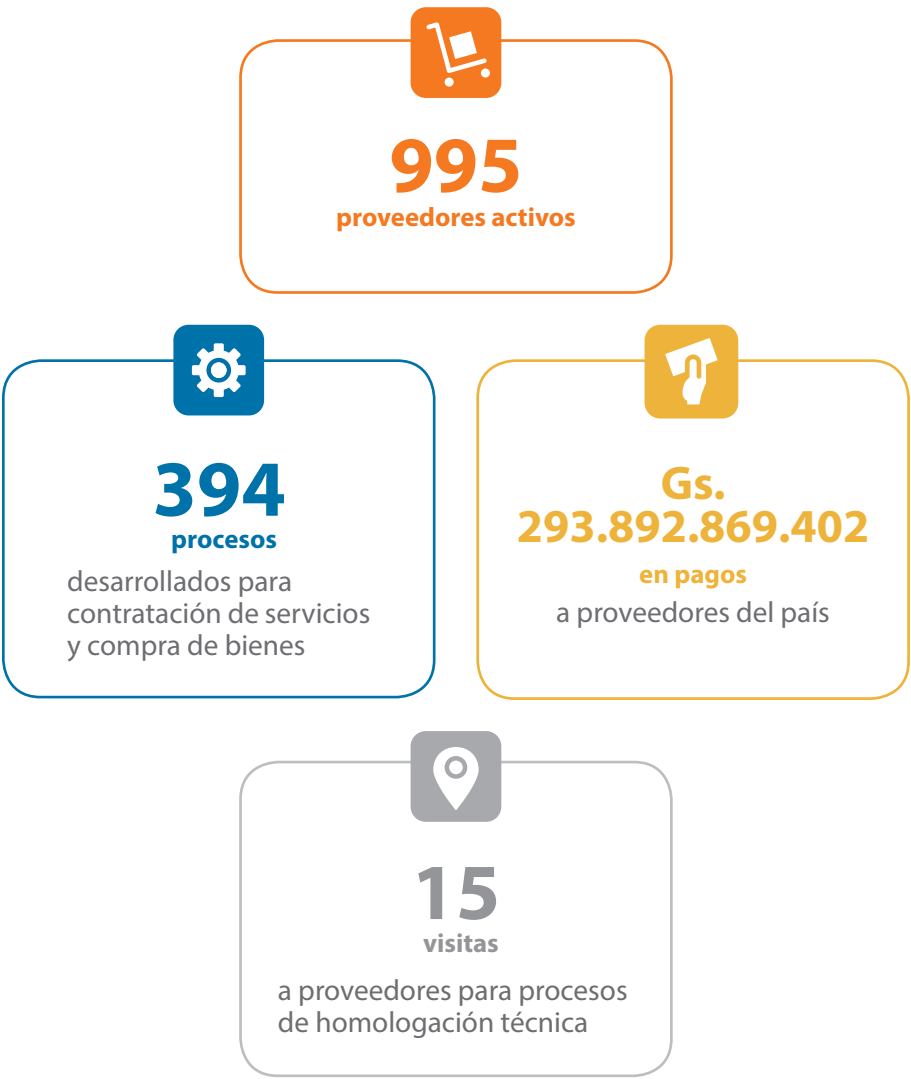 995
proveedores activos
394
procesos
desarrollados para
contratación de servicios
y compra de bienes
Gs.
293.892.869.402
en pagos
a proveedores del país
15
visitas
a proveedores para procesos
de homologación técnica